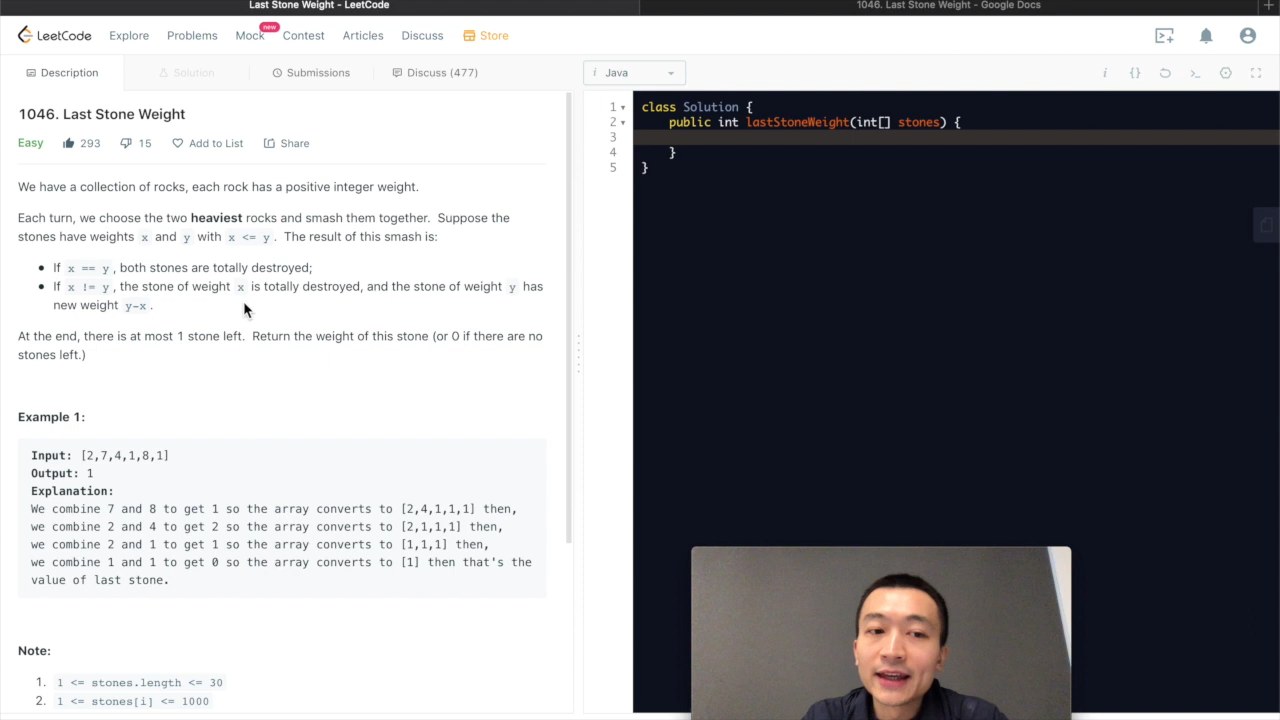 Last Stone Weight - LeetCode
1046. Last Stone Weight - Google Docs
LeetCode
Explore
Problems
Mock
new
Contest
Articles
Discuss
Store
Description
Solution
Submissions
Discuss (477)
i Java
1046. Last Stone Weight
Easy
293
15
Add to List
Share
We have a collection of rocks, each rock has a positive integer weight.
Each turn, we choose the two heaviest rocks and smash them together.  Suppose the
stones have weights x and y with x <= y.  The result of this smash is:
• If x == y, both stones are totally destroyed;
• If x != y, the stone of weight x is totally destroyed, and the stone of weight y has
new weight y-x.
At the end, there is at most 1 stone left.  Return the weight of this stone (or 0 if there are no
stones left.)
Example 1:
Input: [2,7,4,1,8,1]
Output: 1
Explanation:
We combine 7 and 8 to get 1 so the array converts to [2,4,1,1,1] then,
we combine 2 and 4 to get 2 so the array converts to [2,1,1,1] then,
we combine 2 and 1 to get 1 so the array converts to [1,1,1] then,
we combine 1 and 1 to get 0 so the array converts to [1] then that's the
value of last stone.
Note:
1. 1 <= stones.length <= 30
2. 1 <= stones[i] <= 1000
1 class Solution {
2 public int lastStoneWeight(int[] stones) {
3
4 }
5 }